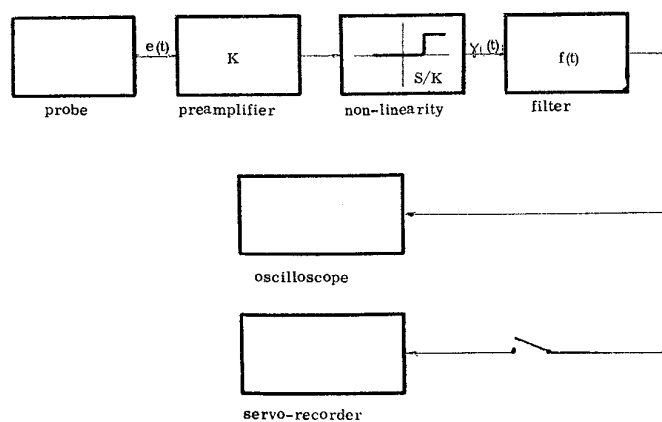 e(t)
K
S/K
γ₁(t)
f(t)
probe
preamplifier
non-linearity
filter
oscilloscope
servo-recorder